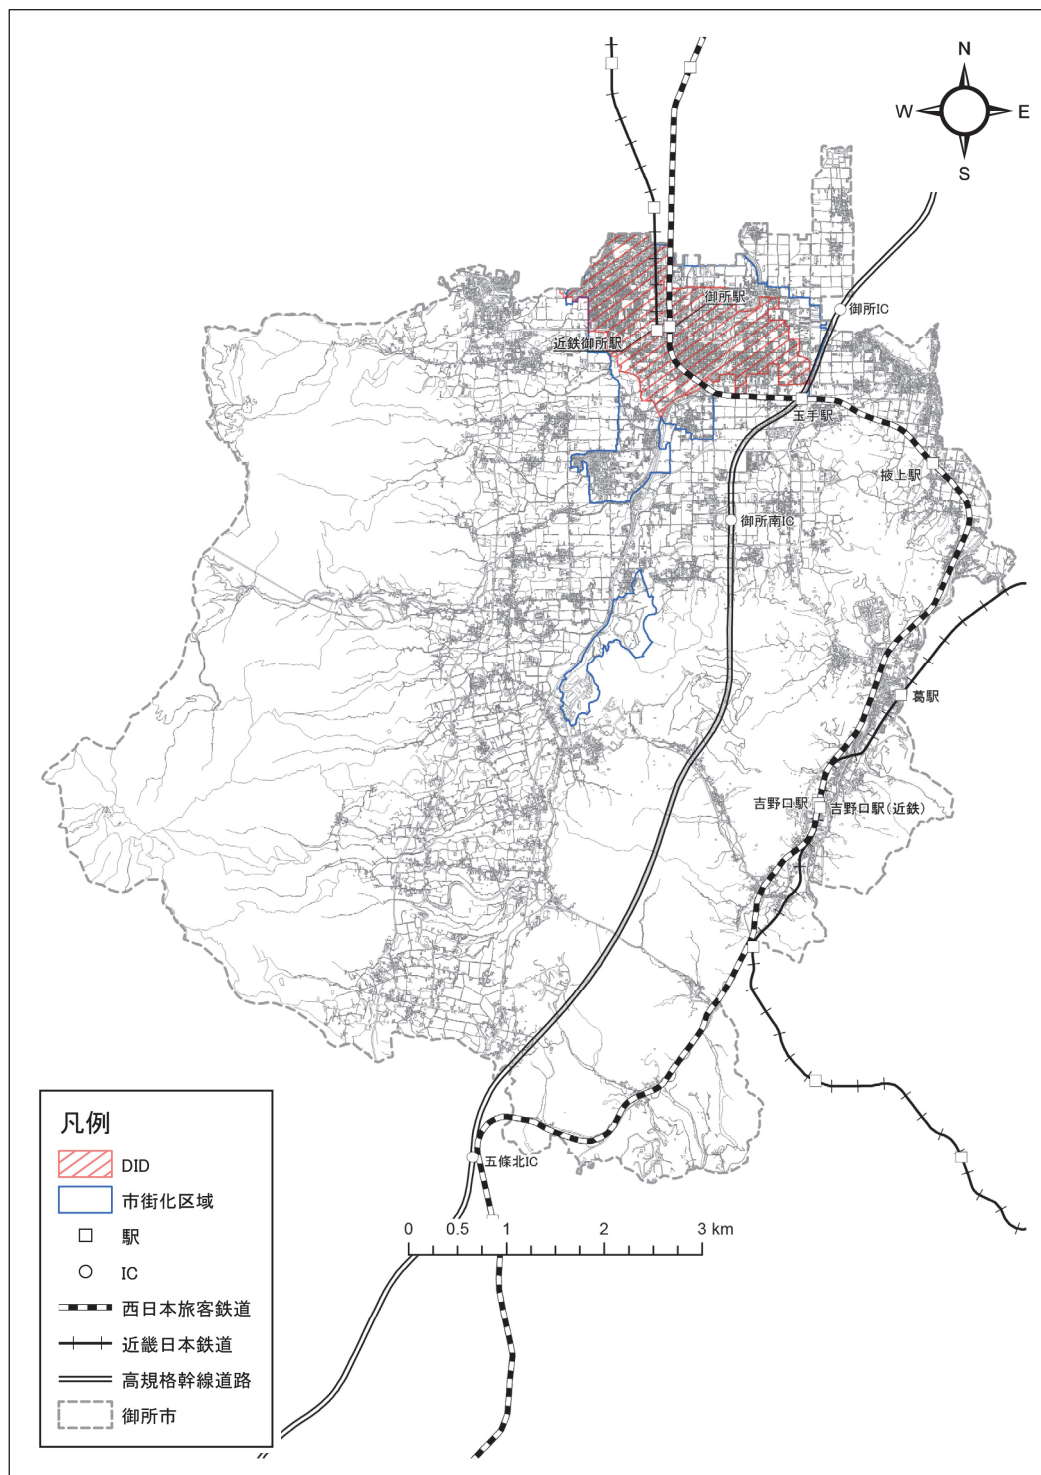 N
W
E
S
御所駅
御所IC
近鉄御所駅
玉手駅
掖上駅
御所南IC
葛駅
吉野口駅
吉野口駅(近鉄)
五條北IC
0 0.5 1 2 3 km
凡例
DID
市街化区域
駅
IC
西日本旅客鉄道
近畿日本鉄道
高規格幹線道路
御所市